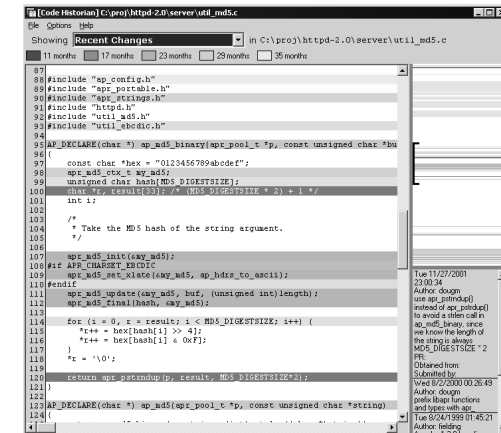 [Code Historian] C:\proj\httpd-2.0\server\util_md5.c
File Options Help
Showing Recent Changes in C:\proj\httpd-2.0\server\util_md5.c
11 months 17 months 23 months 29 months 35 months
87
88 #include "ap_config.h"
89 #include "apr_portable.h"
90 #include "apr_strings.h"
91 #include "httpd.h"
92 #include "util_md5.h"
93 #include "util_ebcdic.h"
94
95 AP_DECLARE(char *) ap_md5_binary(apr_pool_t *p, const unsigned char *bu
96 {
97 const char *hex = "0123456789abcdef";
98 apr_md5_ctx_t my_md5;
99 unsigned char hash[MD5_DIGESTSIZE];
100 char *r, result[33]; /* (MD5_DIGESTSIZE * 2) + 1 */
101 int i;
102
103 /*
104 * Take the MD5 hash of the string argument.
105 */
106
107 apr_md5_init(&my_md5);
108 #if APR_CHARSET_EBCDIC
109 apr_md5_set_xlate(&my_md5, ap_hdrs_to_ascii);
110 #endif
111 apr_md5_update(&my_md5, buf, (unsigned int)length);
112 apr_md5_final(hash, &my_md5);
113
114 for (i = 0, r = result; i < MD5_DIGESTSIZE; i++) {
115 *r++ = hex[hash[i] >> 4];
116 *r++ = hex[hash[i] & 0xF];
117 }
118 *r = '\0';
119
120 return apr_pstrndup(p, result, MD5_DIGESTSIZE*2);
121 }
122
123 AP_DECLARE(char *) ap_md5(apr_pool_t *p, const unsigned char *string)
124 {
Tue 11/27/2001
23:00:34
Author: dougm
use apr_pstrndup()
instead of apr_pstrdup()
to avoid a strlen call in
ap_md5_binary, since
we know the length of
the string is always
MD5_DIGESTSIZE * 2
PR:
Obtained from:
Submitted by:
Wed 8/2/2000 00:26:49
Author: dougm
prefix libapr functions
and types with apr_
Tue 8/24/1999 01:45:21
Author: fielding